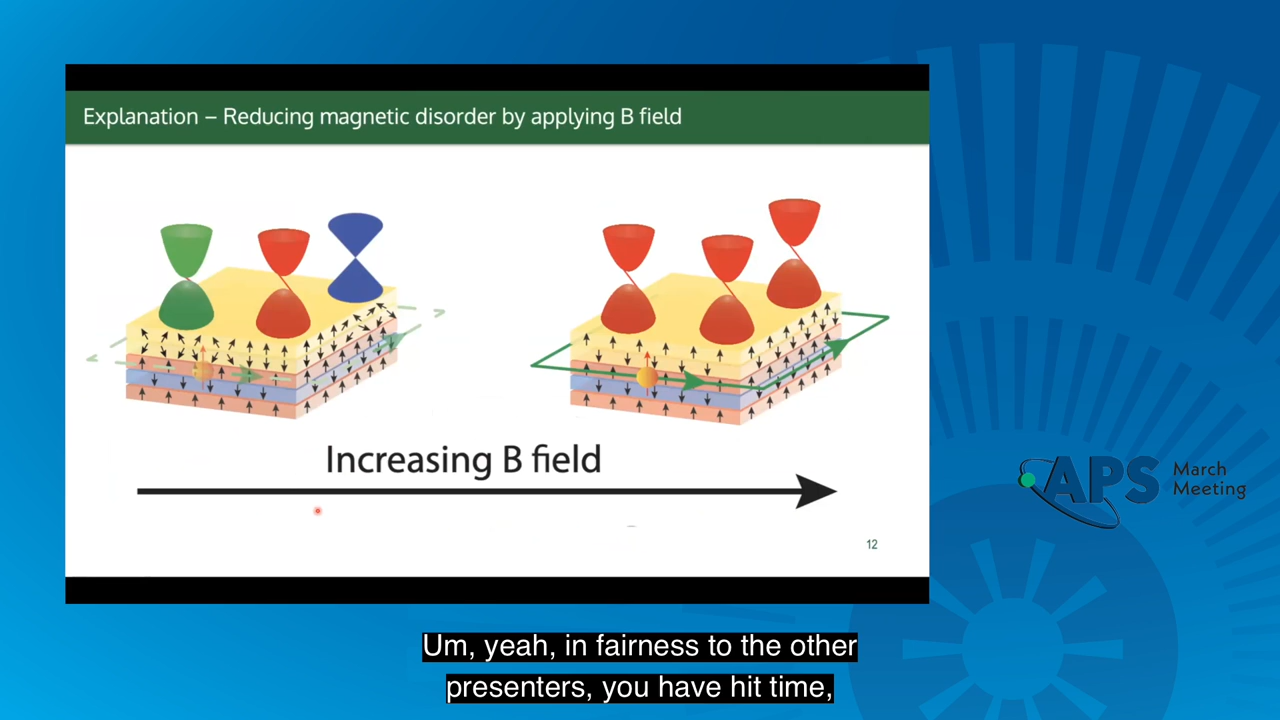 Explanation – Reducing magnetic disorder by applying B field
Increasing B field
12
APS
March
Meeting
Um, yeah, in fairness to the other
presenters, you have hit time,